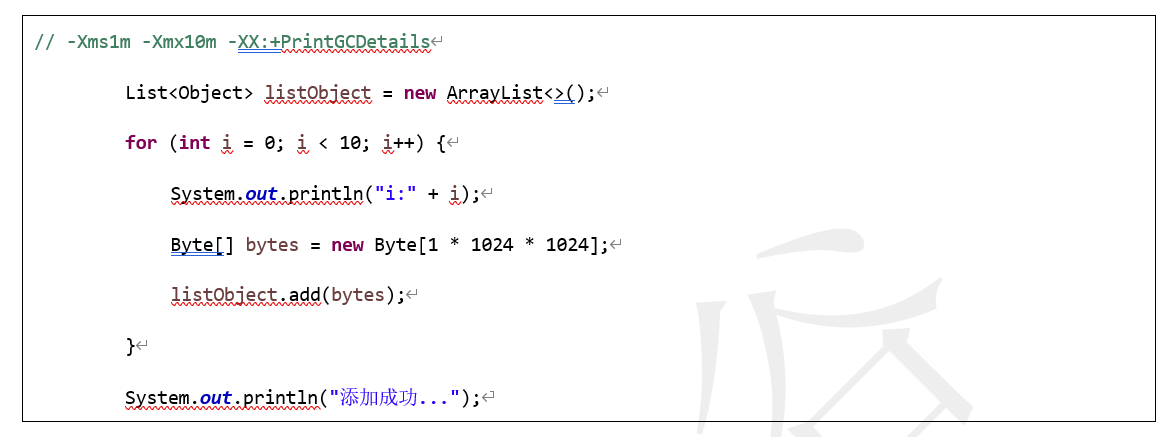 // -Xms1m -Xmx10m -XX:+PrintGCDetails
List<Object> listObject = new ArrayList<>();
for (int i = 0; i < 10; i++) {
System.out.println("i:" + i);
Byte[] bytes = new Byte[1 * 1024 * 1024];
listObject.add(bytes);
}
System.out.println("添加成功...");